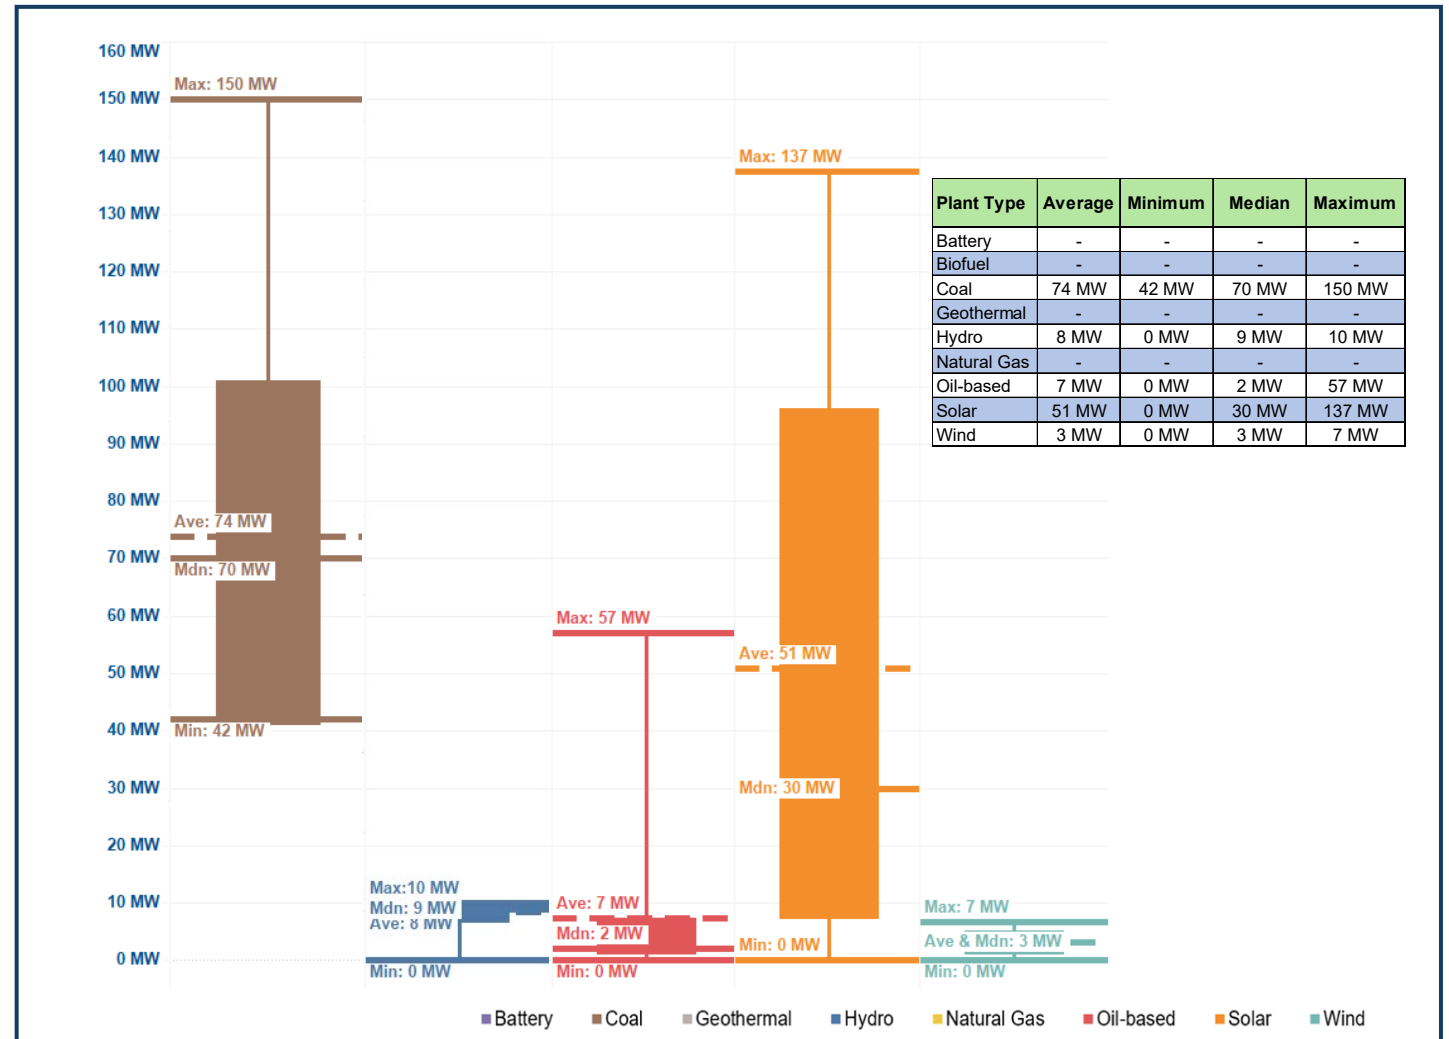 160 MW
Max: 150 MW
150 MW
140 MW
Max: 137 MW
130 MW
120 MW
110 MW
100 MW
90 MW
80 MW
Ave: 74 MW
70 MW
Mdn: 70 MW
60 MW
Max: 57 MW
50 MW
Ave: 51 MW
40 MW
Min: 42 MW
30 MW
Mdn: 30 MW
20 MW
10 MW
Max:10 MW
Mdn: 9 MW
Ave: 8 MW
Ave: 7 MW
Mdn: 2 MW
Max: 7 MW
Ave & Mdn: 3 MW
0 MW
Min: 0 MW
Min: 0 MW
Min: 0 MW
Min: 0 MW
Plant Type Average Minimum Median Maximum
Battery - - - -
Biofuel - - - -
Coal 74 MW 42 MW 70 MW 150 MW
Geothermal - - - -
Hydro 8 MW 0 MW 9 MW 10 MW
Natural Gas - - - -
Oil-based 7 MW 0 MW 2 MW 57 MW
Solar 51 MW 0 MW 30 MW 137 MW
Wind 3 MW 0 MW 3 MW 7 MW
Battery Coal Geothermal Hydro Natural Gas Oil-based Solar Wind